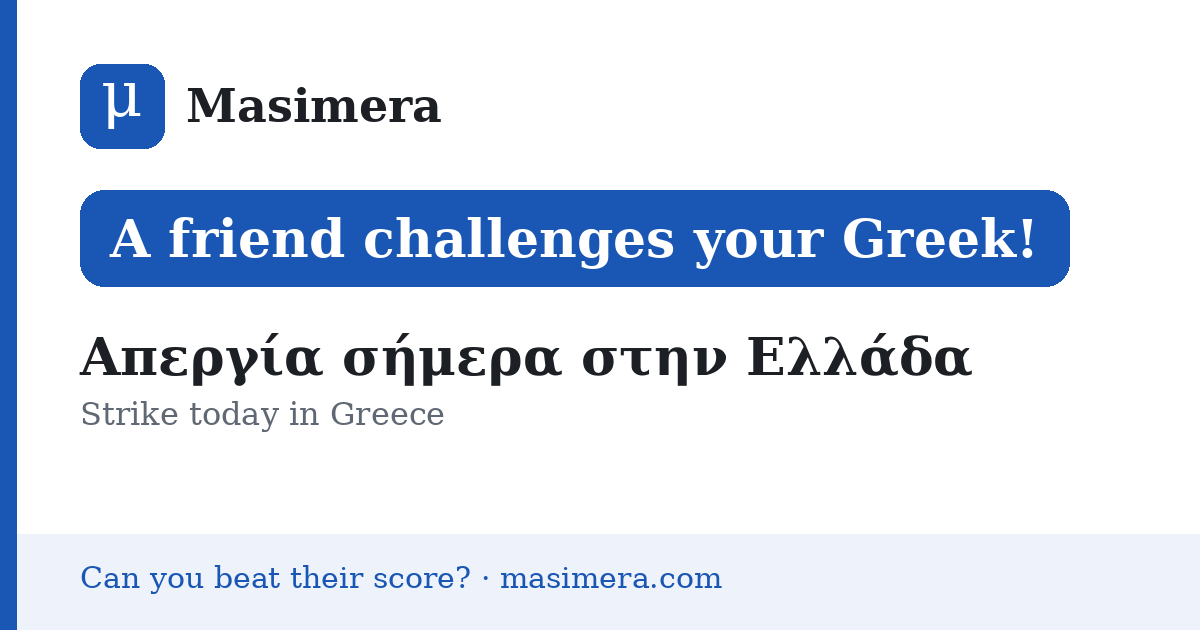 μ Masimera
A friend challenges your Greek!
Απεργία σήμερα στην Ελλάδα
Strike today in Greece
Can you beat their score? · masimera.com